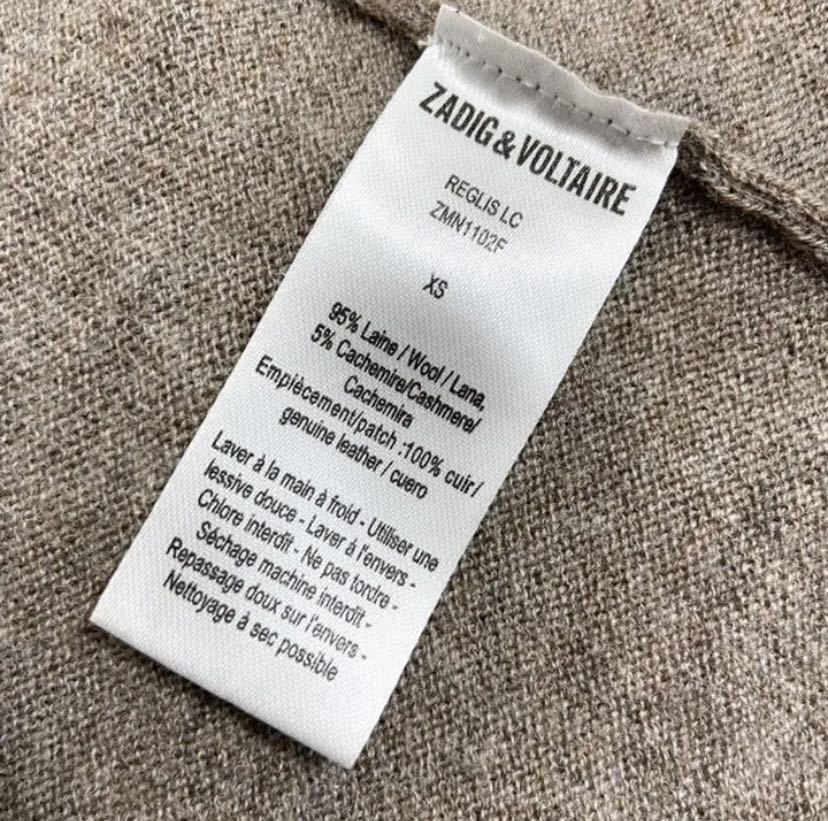 ZADIG & VOLTAIRE
REGLIS LC
ZMN1102F
XS
95% Laine / Wool / Lana,
5% Cachemire/Cashmere/
Cachemira
Empiècement/patch :100% cuir /
genuine leather / cuero
Laver à la main à froid - Utiliser une
lessive douce - Laver à l'envers -
Chlore interdit - Ne pas tordre -
Séchage machine interdit -
Repassage doux sur l'envers -
Nettoyage à sec possible